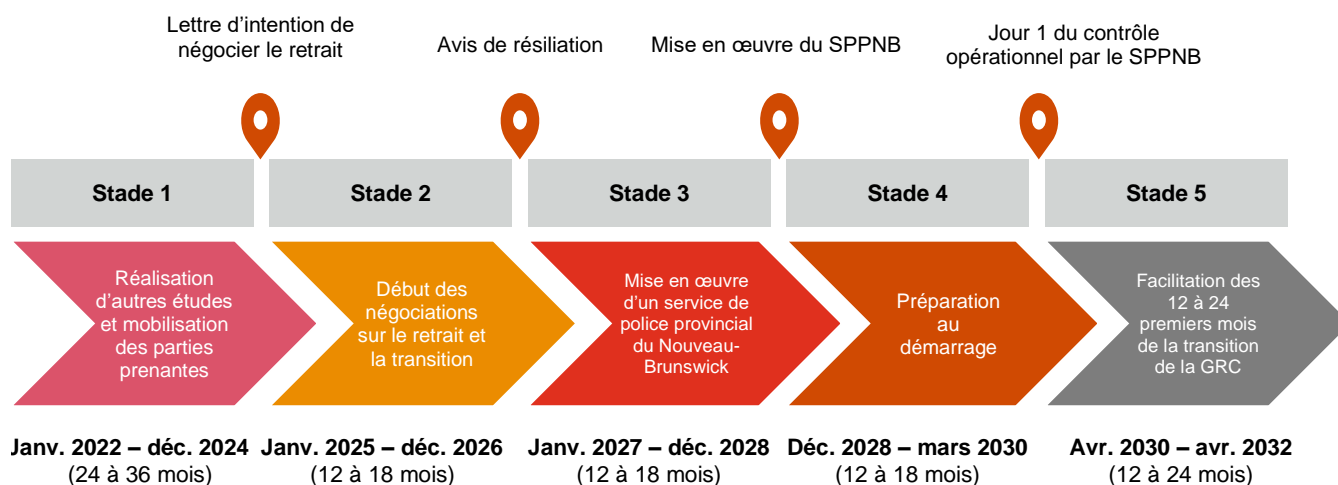 Lettre d’intention de
négocier le retrait
Avis de résiliation
Mise en œuvre du SPPNB
Jour 1 du contrôle
opérationnel par le SPPNB
Stade 1
Stade 2
Stade 3
Stade 4
Stade 5
Réalisation
d’autres études
et mobilisation
des parties
prenantes
Début des
négociations
sur le retrait et
la transition
Mise en œuvre
d’un service de
police provincial
du Nouveau-
Brunswick
Préparation
au
démarrage
Facilitation des
12 à 24
premiers mois
de la transition
de la GRC
Janv. 2022 – déc. 2024
(24 à 36 mois)
Janv. 2025 – déc. 2026
(12 à 18 mois)
Janv. 2027 – déc. 2028
(12 à 18 mois)
Déc. 2028 – mars 2030
(12 à 18 mois)
Avr. 2030 – avr. 2032
(12 à 24 mois)